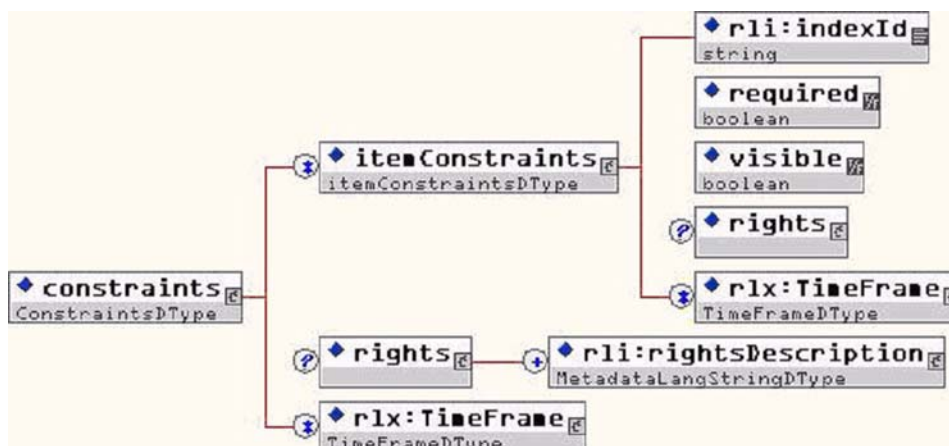 rli:indexId
string
required
boolean
visible
boolean
itemConstraints
itemConstraintsDType
rights
constraints
ConstraintsDType
rlx:TimeFrame
TimeFrameDType
rights
rli:rightsDescription
MetadataLangStringDType
rlx:TimeFrame
TimeFrameDType